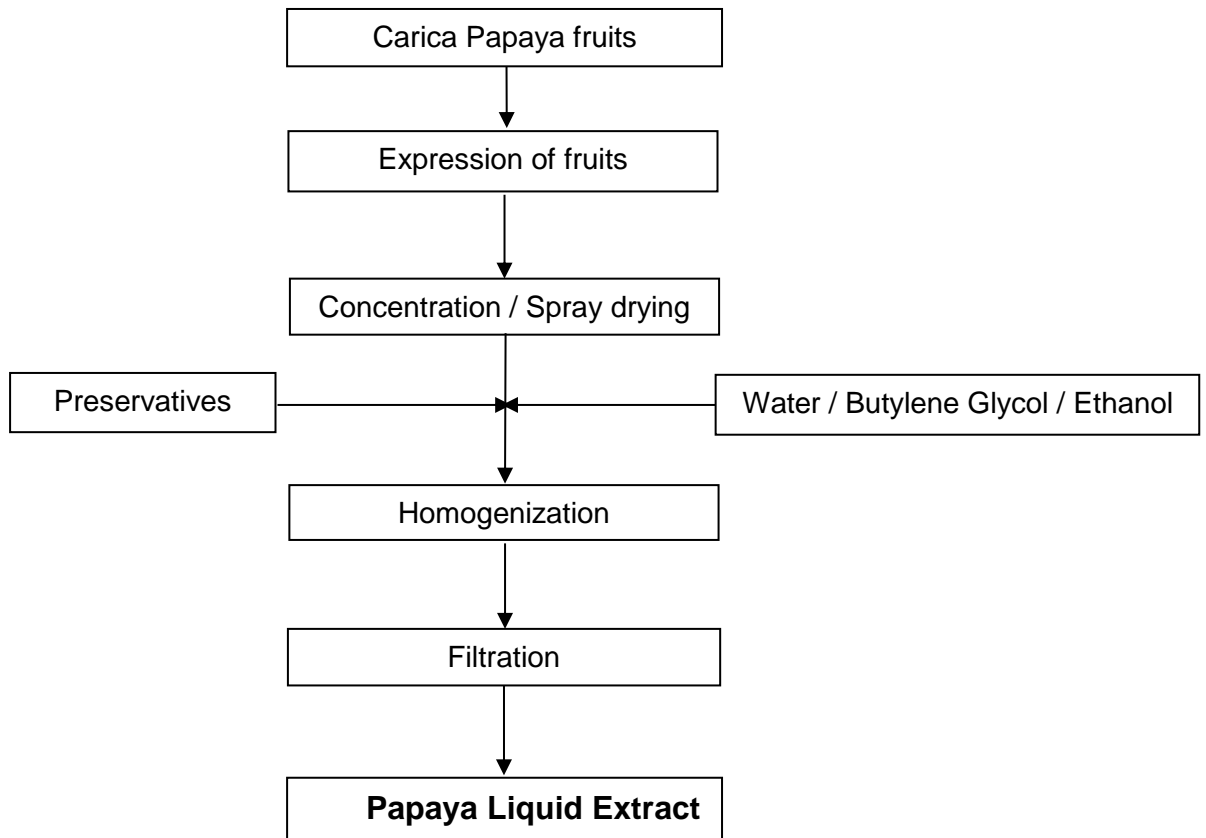 Carica Papaya fruits
Expression of fruits
Concentration / Spray drying
Preservatives
Water / Butylene Glycol / Ethanol
Homogenization
Filtration
Papaya Liquid Extract